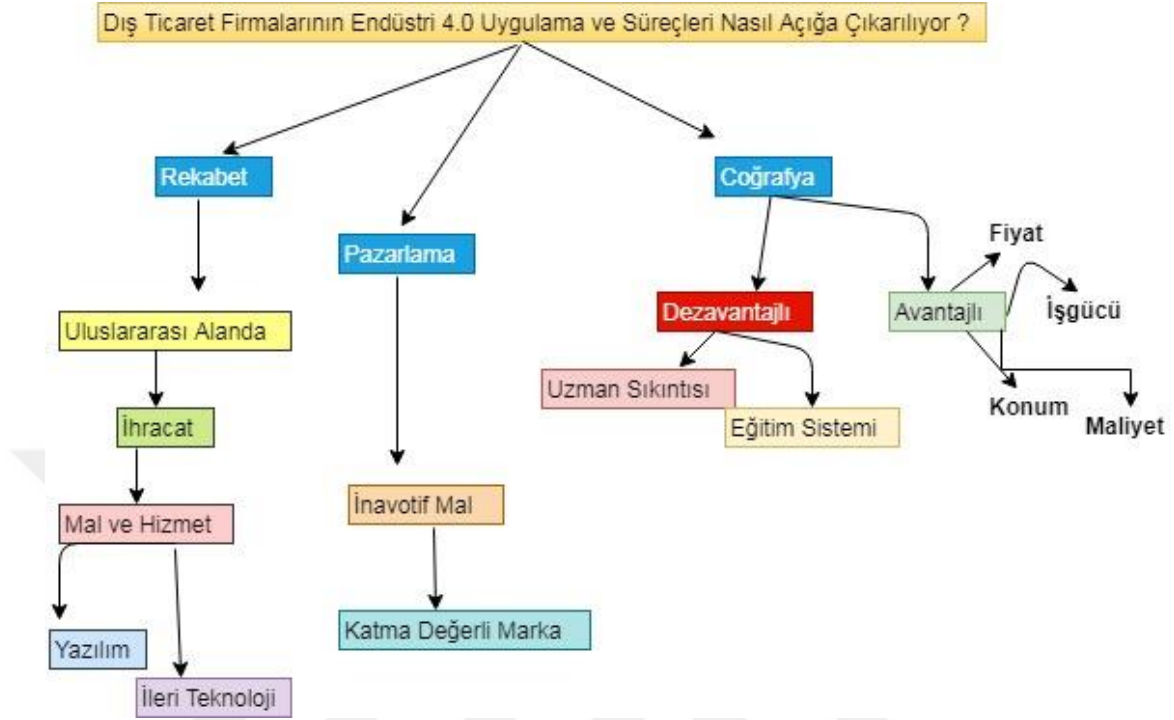 Dış Ticaret Firmalarının Endüstri 4.0 Uygulama ve Süreçleri Nasıl Açığa Çıkarılıyor ?
Rekabet
Coğrafya
Pazarlama
Fiyat
Dezavantajlı
Avantajlı
İşgücü
Uluslararası Alanda
Uzman Sıkıntısı
Konum
Maliyet
İhracat
Eğitim Sistemi
İnavotif Mal
Mal ve Hizmet
Katma Değerli Marka
Yazılım
İleri Teknoloji